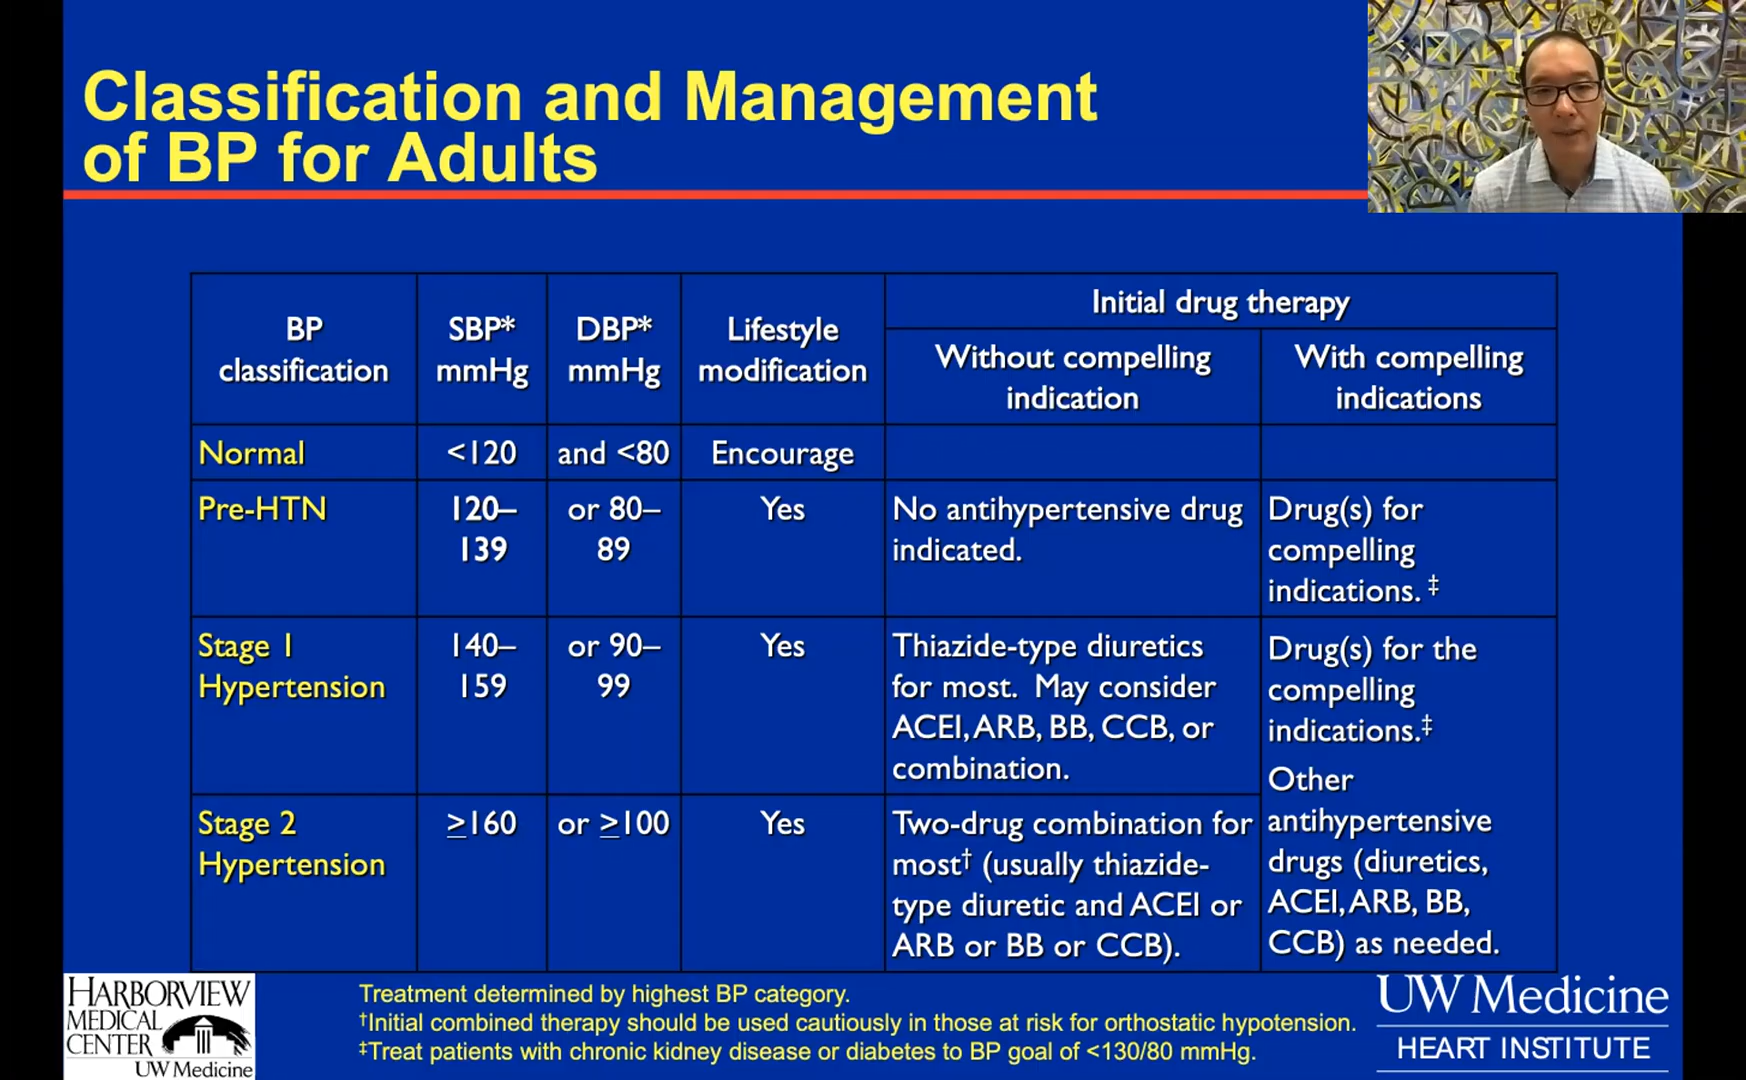 Classification and Management
of BP for Adults
BP
classification
SBP*
mmHg
DBP*
mmHg
Lifestyle
modification
Initial drug therapy
Without compelling
indication
With compelling
indications
Normal
<120
and <80
Encourage
Pre-HTN
120–
139
or 80–
89
Yes
No antihypertensive drug
indicated.
Drug(s) for
compelling
indications. ‡
Stage 1
Hypertension
140–
159
or 90–
99
Yes
Thiazide-type diuretics
for most. May consider
ACEI, ARB, BB, CCB, or
combination.
Drug(s) for the
compelling
indications.‡
Other
antihypertensive
drugs (diuretics,
ACEI, ARB, BB,
CCB) as needed.
Stage 2
Hypertension
≥160
or ≥100
Yes
Two-drug combination for
most† (usually thiazide-
type diuretic and ACEI or
ARB or BB or CCB).
Treatment determined by highest BP category.
†Initial combined therapy should be used cautiously in those at risk for orthostatic hypotension.
‡Treat patients with chronic kidney disease or diabetes to BP goal of <130/80 mmHg.
HARBORVIEW
MEDICAL
CENTER
UW Medicine
UW Medicine
HEART INSTITUTE